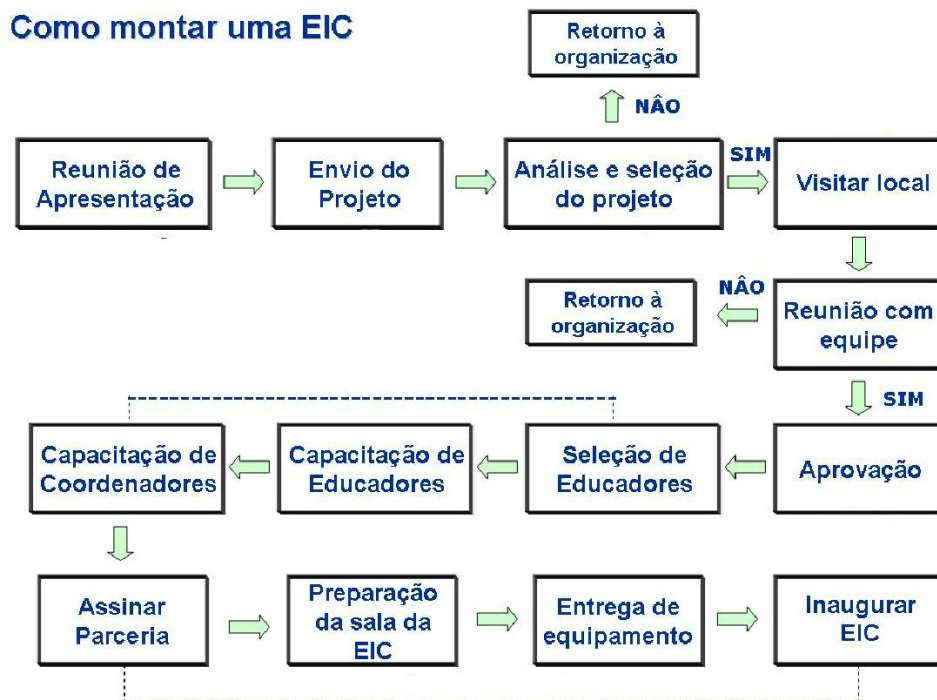 Como montar uma EIC
Retorno à
organização
NÂO
Reunião de
Apresentação
Envio do
Projeto
Análise e seleção
do projeto
SIM
Visitar local
Retorno à
organização
NÂO
Reunião com
equipe
SIM
Capacitação de
Coordenadores
Capacitação de
Educadores
Seleção de
Educadores
Aprovação
Assinar
Parceria
Preparação
da sala da
EIC
Entrega de
equipamento
Inaugurar
EIC